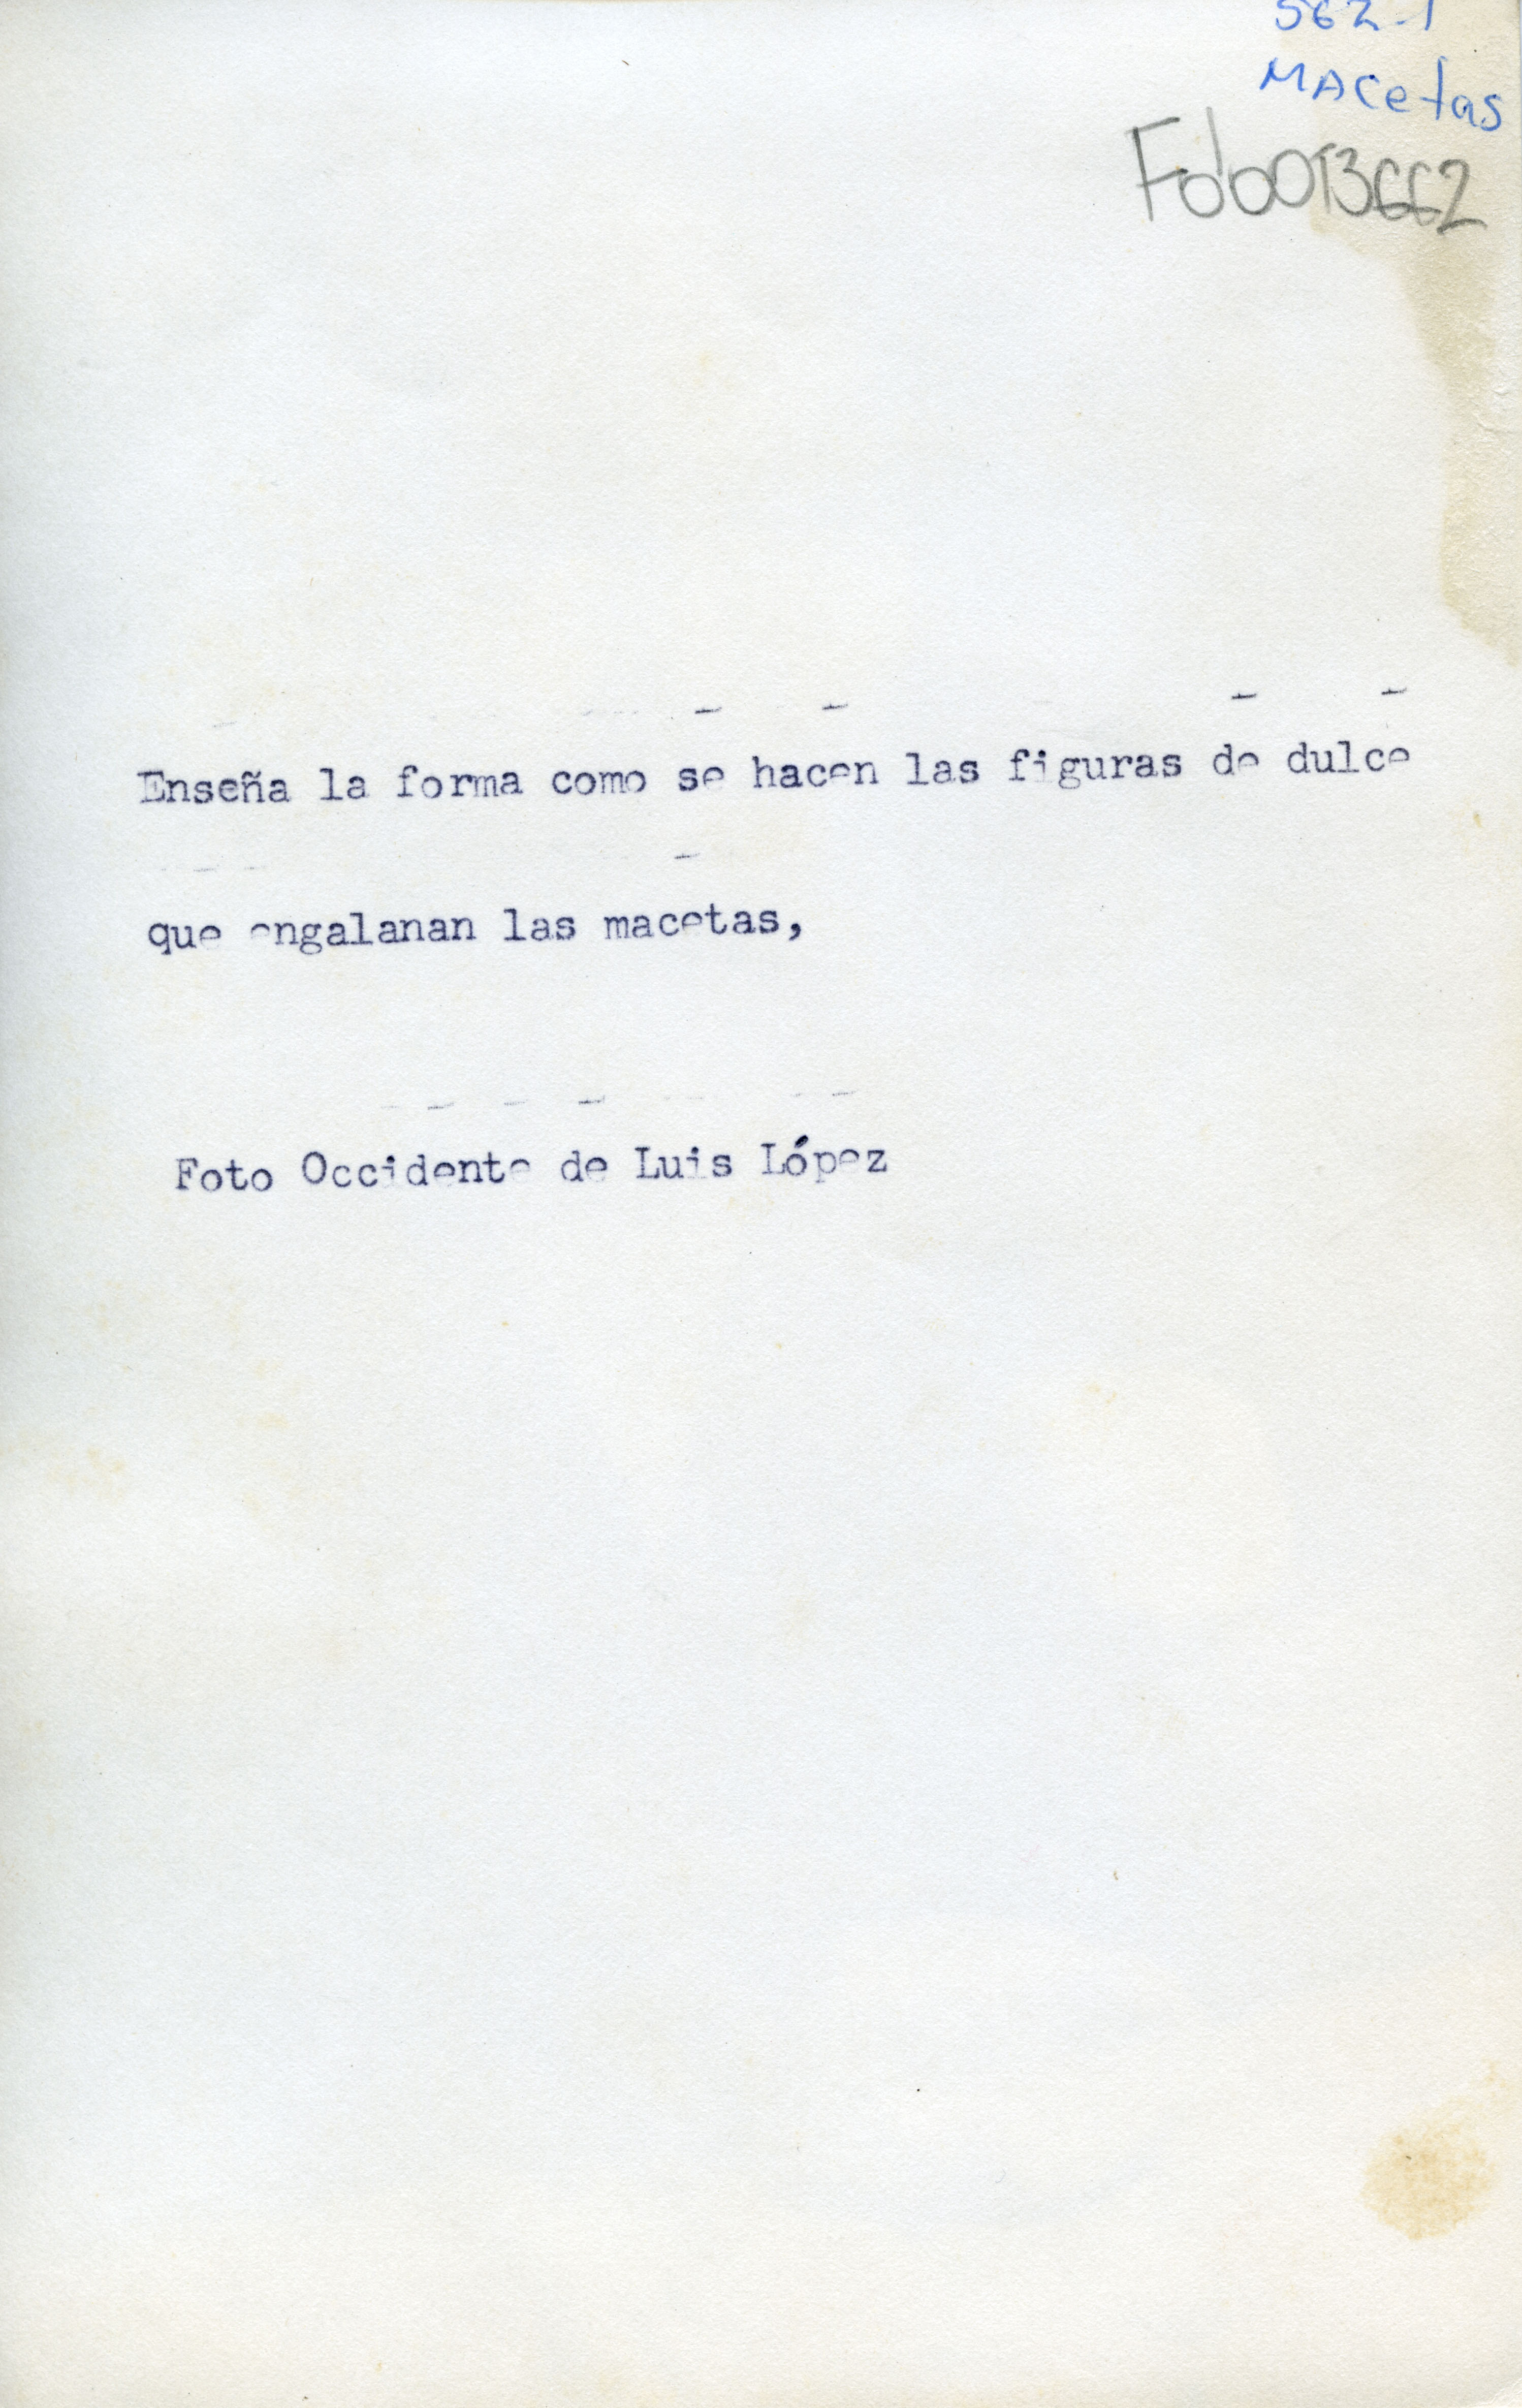 562-1
MACetas
Foto013662
Enseña la forma como se hacen las figuras de dulce
que engalanan las macetas,
Foto Occidente de Luis López